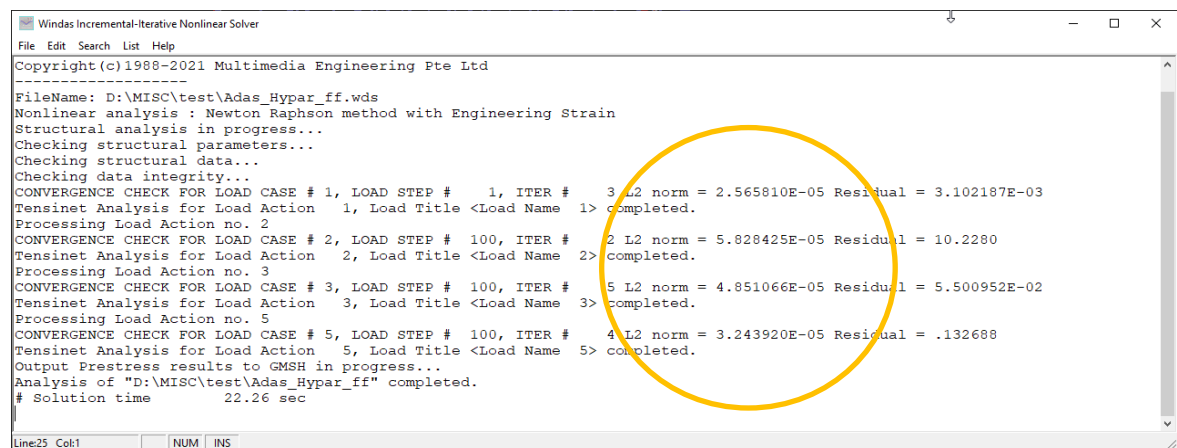 Windas Incremental-Iterative Nonlinear Solver
File Edit Search List Help
Copyright(c)1988-2021 Multimedia Engineering Pte Ltd
-------------------
FileName: D:\MISC\test\Adas_Hypar_ff.wds
Nonlinear analysis : Newton Raphson method with Engineering Strain
Structural analysis in progress...
Checking structural parameters...
Checking structural data...
Checking data integrity...
CONVERGENCE CHECK FOR LOAD CASE # 1, LOAD STEP #    1, ITER #    3 L2 norm = 2.565810E-05 Residual = 3.102187E-03
Tensinet Analysis for Load Action   1, Load Title <Load Name  1> completed.
Processing Load Action no. 2
CONVERGENCE CHECK FOR LOAD CASE # 2, LOAD STEP #  100, ITER #    2 L2 norm = 5.828425E-05 Residual = 10.2280
Tensinet Analysis for Load Action   2, Load Title <Load Name  2> completed.
Processing Load Action no. 3
CONVERGENCE CHECK FOR LOAD CASE # 3, LOAD STEP #  100, ITER #    5 L2 norm = 4.851066E-05 Residual = 5.500952E-02
Tensinet Analysis for Load Action   3, Load Title <Load Name  3> completed.
Processing Load Action no. 5
CONVERGENCE CHECK FOR LOAD CASE # 5, LOAD STEP #  100, ITER #    4 L2 norm = 3.243920E-05 Residual = .132688
Tensinet Analysis for Load Action   5, Load Title <Load Name  5> completed.
Output Prestress results to GMSH in progress...
Analysis of "D:\MISC\test\Adas_Hypar_ff" completed.
# Solution time        22.26 sec
Line:25 Col:1 NUM INS